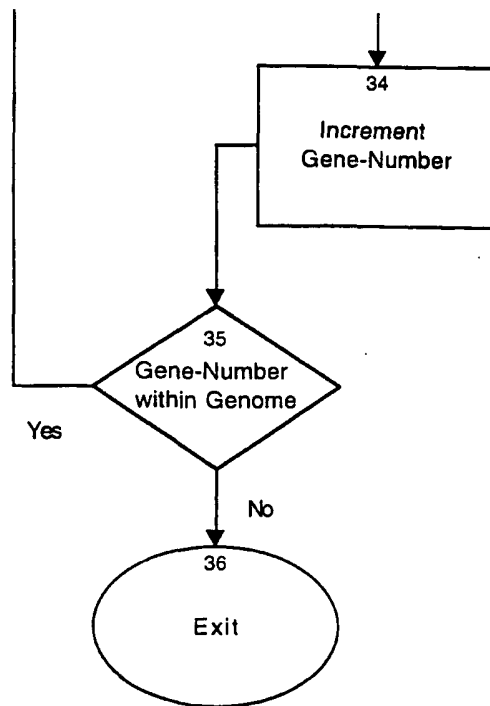 34
Increment
Gene-Number
35
Gene-Number
within Genome
Yes
No
36
Exit